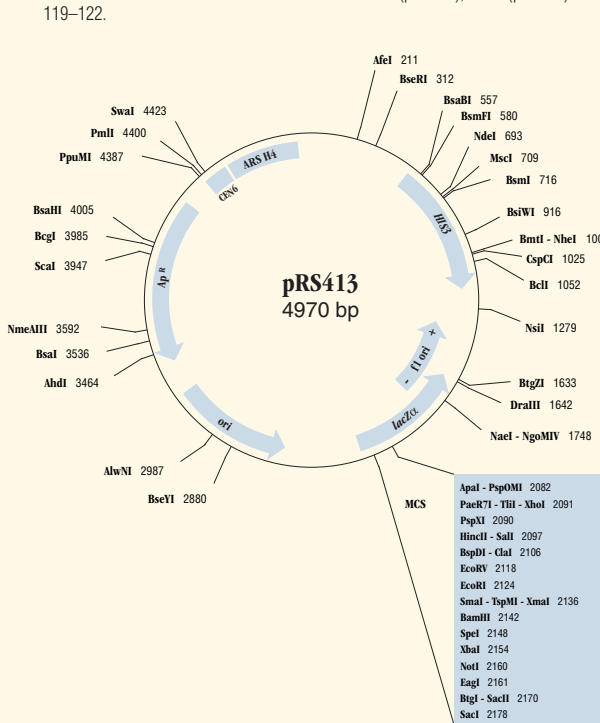 119–122.
AfeI 211
BseRI 312
BsaBI 557
BsmFI 580
NdeI 693
MscI 709
BsmI 716
BsiWI 916
BmtI - NheI 100
CspCI 1025
BclI 1052
NsiI 1279
BtgZI 1633
DraIII 1642
NaeI - NgoMIV 1748
SwaI 4423
PmlI 4400
PpuMI 4387
BsaHI 4005
BcgI 3985
ScaI 3947
NmeAIII 3592
BsaI 3536
AhdI 3464
AlwNI 2987
BseYI 2880
ARS H4
CEN6
HIS3
Ap R
pRS413
4970 bp
+
f1 ori
-
lacZα
ori
MCS
ApaI - PspOMI 2082
PaeR7I - TliI - XhoI 2091
PspXI 2090
HincII - SalI 2097
BspDI - ClaI 2106
EcoRV 2118
EcoRI 2124
SmaI - TspMI - XmaI 2136
BamHI 2142
SpeI 2148
XbaI 2154
NotI 2160
EagI 2161
BtgI - SacII 2170
SacI 2178